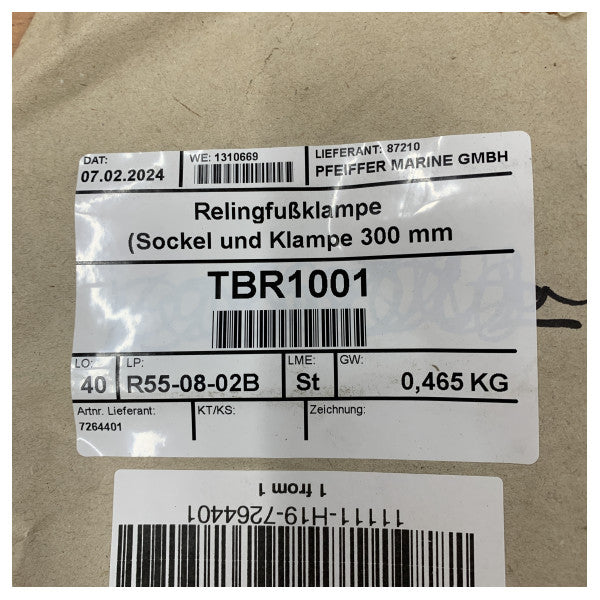 DAT:
07.02.2024
WE: 1310669
LIEFERANT: 87210
PFEIFFER MARINE GMBH
Relingfußklampe
(Sockel und Klampe 300 mm
TBR1001
LO:
40
LP:
R55-08-02B
LME:
St
GW:
0,465 KG
Artnr. Lieferant:
7264401
KT/KS:
Zeichnung:
1 from 1
11111-H19-7264401